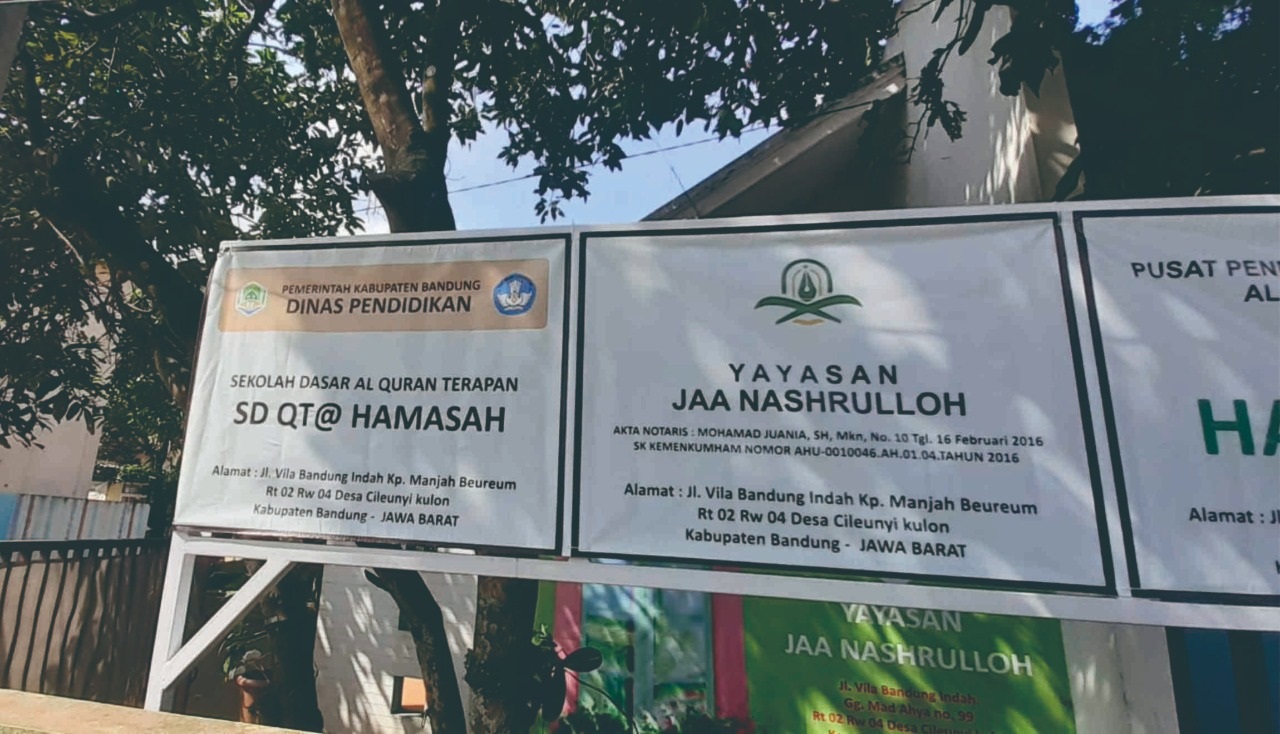 PEMERINTAH KABUPATEN BANDUNG
DINAS PENDIDIKAN
SEKOLAH DASAR AL QURAN TERAPAN
SD QT@ HAMASAH
Alamat : Jl. Vila Bandung Indah Kp. Manjah Beureum
Rt 02 Rw 04 Desa Cileunyi kulon
Kabupaten Bandung - JAWA BARAT
YAYASAN
JAA NASHRULLOH
AKTA NOTARIS : MOHAMAD JUANIA, SH, Mkn, No. 10 Tgl. 16 Februari 2016
SK KEMENKUMHAM NOMOR AHU-0010046.AH.01.04.TAHUN 2016
Alamat : Jl. Vila Bandung Indah Kp. Manjah Beureum
Rt 02 Rw 04 Desa Cileunyi kulon
Kabupaten Bandung - JAWA BARAT
PUSAT PEN
AL
HA
Alamat : Jl
YAYASAN
JAA NASHRULLOH
Jl. Vila Bandung Indah
Gg. Mad Ahya no. 99
Rt 02 Rw 04 Desa Cileunyi